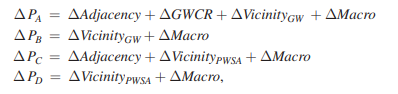 ΔP_A = ΔAdjacency + ΔGWCR + ΔVicinity_GW + ΔMacro
ΔP_B = ΔVicinity_GW + ΔMacro
ΔP_C = ΔAdjacency + ΔVicinity_PWSA + ΔMacro
ΔP_D = ΔVicinity_PWSA + ΔMacro,